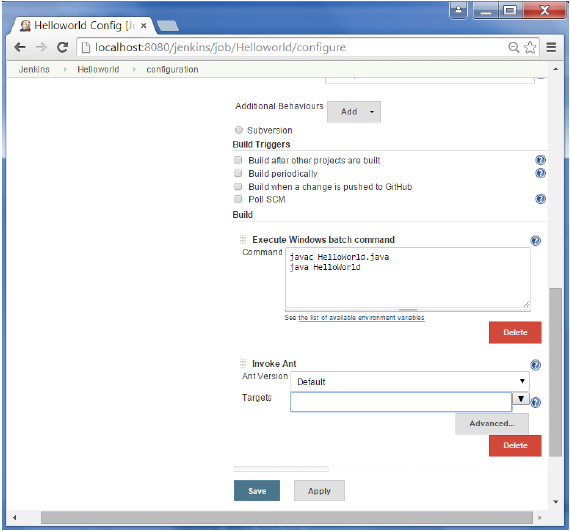 Helloworld Config [Je
localhost:8080/jenkins/job/Helloworld/configure
Jenkins Helloworld configuration
Additional Behaviours Add
Subversion
Build Triggers
Build after other projects are built
Build periodically
Build when a change is pushed to GitHub
Poll SCM
Build
Execute Windows batch command
Command javac HelloWorld.java
java HelloWorld
See the list of available environment variables
Delete
Invoke Ant
Ant Version Default
Targets
Advanced...
Delete
Save Apply